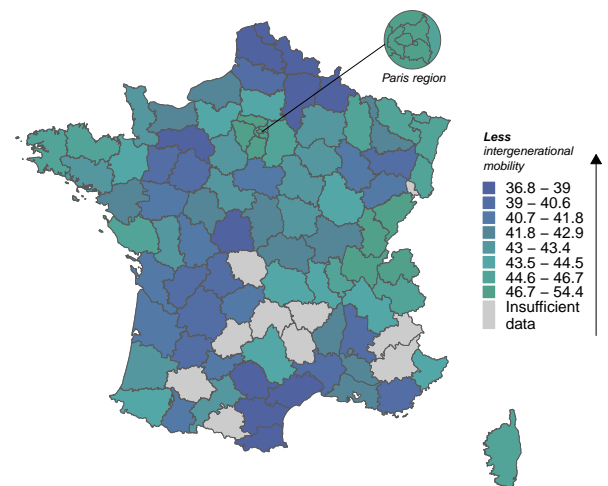 Paris region
Less
intergenerational
mobility
36.8 – 39
39 – 40.6
40.7 – 41.8
41.8 – 42.9
43 – 43.4
43.5 – 44.5
44.6 – 46.7
46.7 – 54.4
Insufficient
data